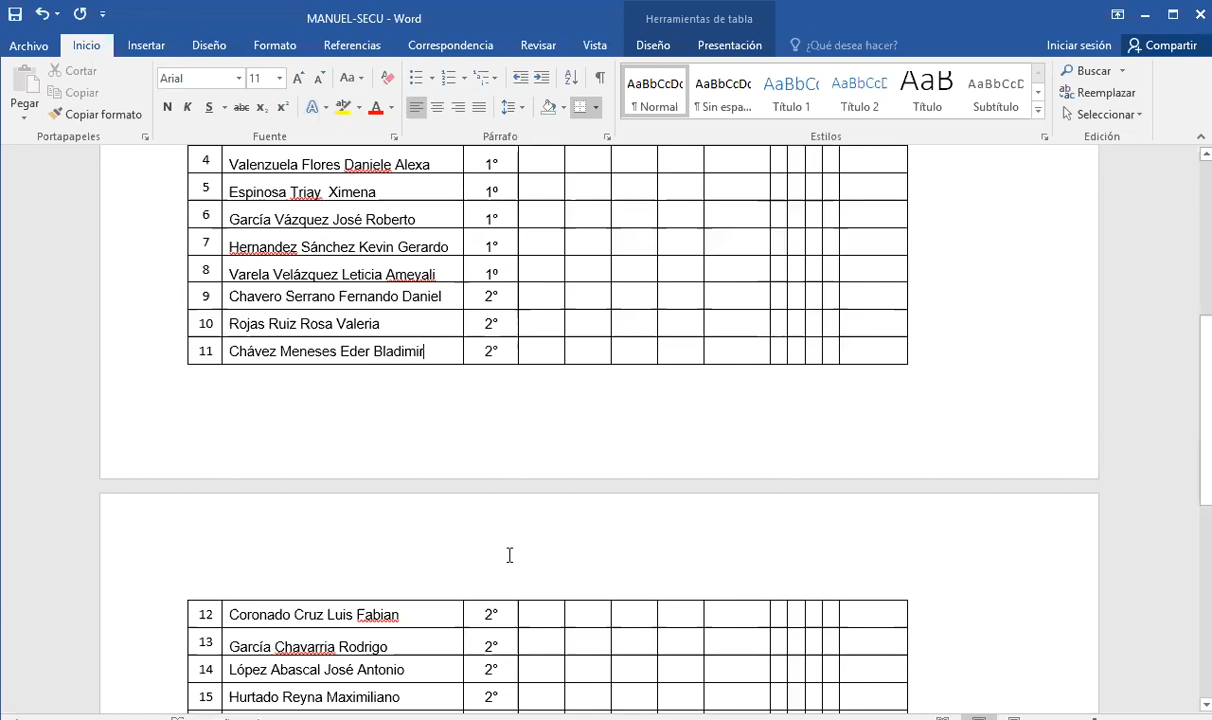 MANUEL-SECU - Word
Herramientas de tabla
Archivo Inicio Insertar Diseño Formato Referencias Correspondencia Revisar Vista Diseño Presentación ¿Qué desea hacer? Iniciar sesión Compartir
Pegar
Cortar
Copiar
Copiar formato
Portapapeles
Arial 11 Aa
N K S abc x₂ x² A A
Fuente
Párrafo
AaBbCcDc AaBbCcDc AaBbCc AaBbCcD AaB AaBbCcD
¶ Normal ¶ Sin espa... Título 1 Título 2 Título Subtítulo
Estilos
Buscar
Reemplazar
Seleccionar
Edición
4 Valenzuela Flores Daniele Alexa 1°
5 Espinosa Triay Ximena 1º
6 García Vázquez José Roberto 1°
7 Hernandez Sánchez Kevin Gerardo 1°
8 Varela Velázquez Leticia Ameyali 1º
9 Chavero Serrano Fernando Daniel 2°
10 Rojas Ruiz Rosa Valeria 2°
11 Chávez Meneses Eder Bladimir 2°
12 Coronado Cruz Luis Fabian 2°
13 García Chavarria Rodrigo 2°
14 López Abascal José Antonio 2°
15 Hurtado Reyna Maximiliano 2°